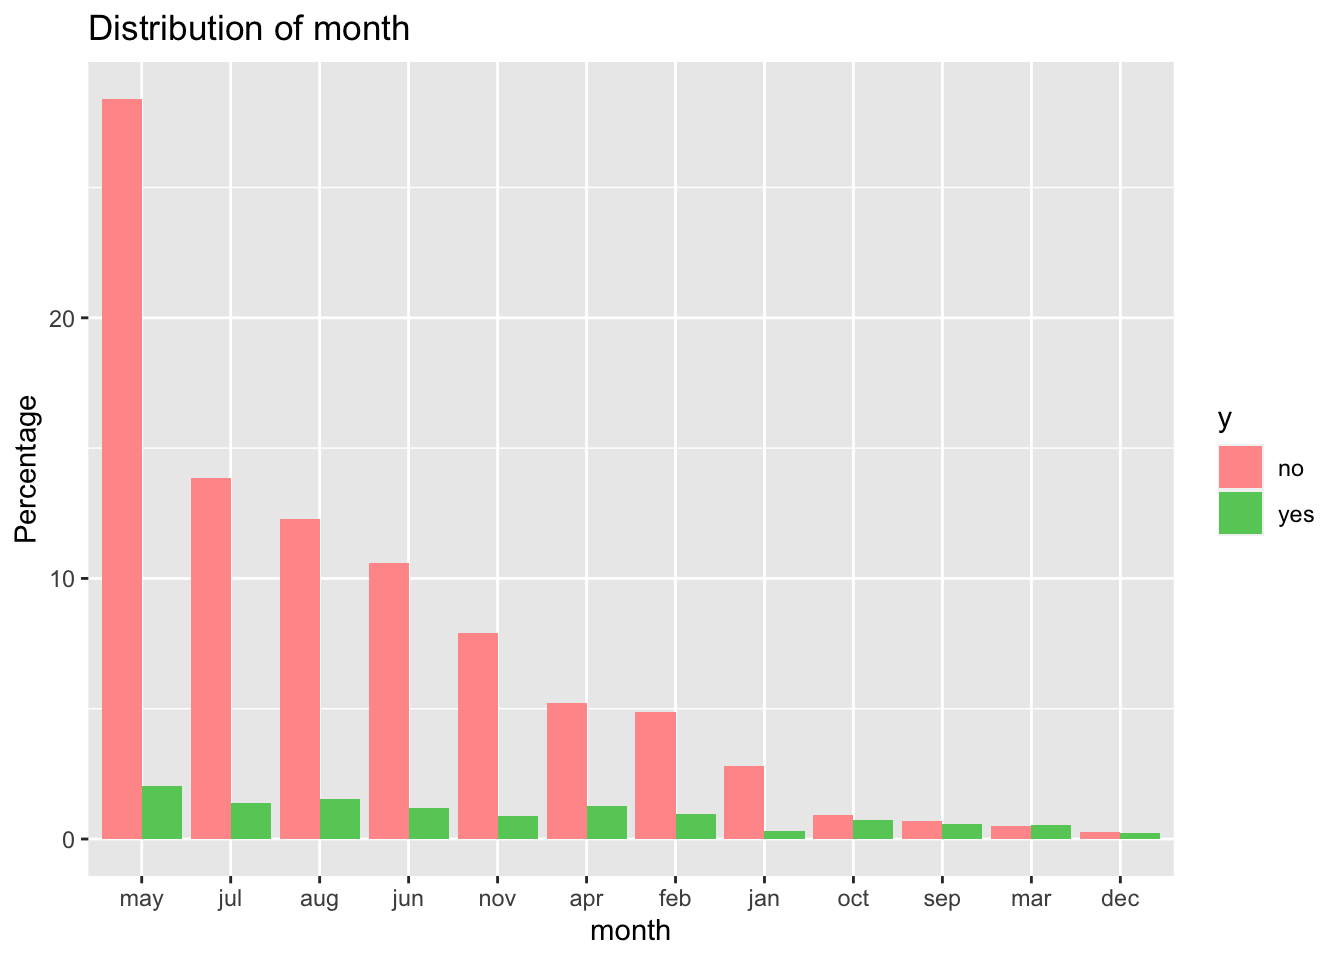 Distribution of month
Percentage
20
10
0
may jul aug jun nov apr feb jan oct sep mar dec
month
y
no
yes